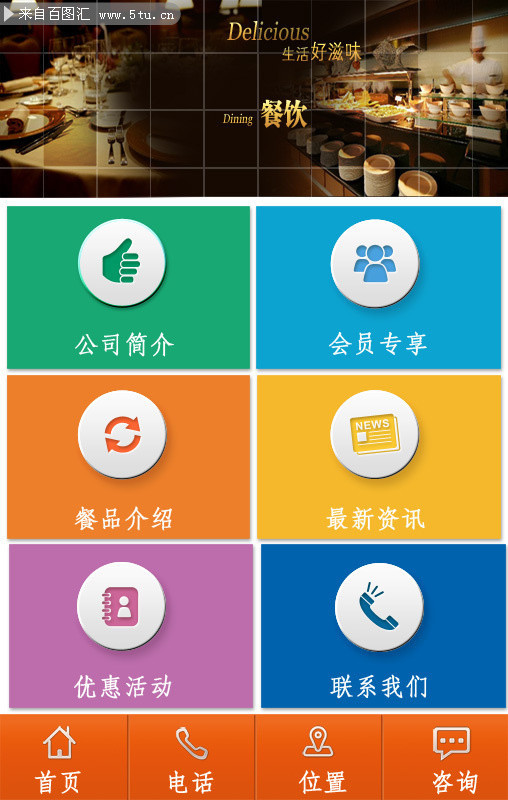 来自百图汇 www.5tu.cn
Delicious
生活好滋味
Dining 餐饮
公司简介
会员专享
餐品介绍
NEWS
最新资讯
优惠活动
联系我们
首页
电话
位置
咨询